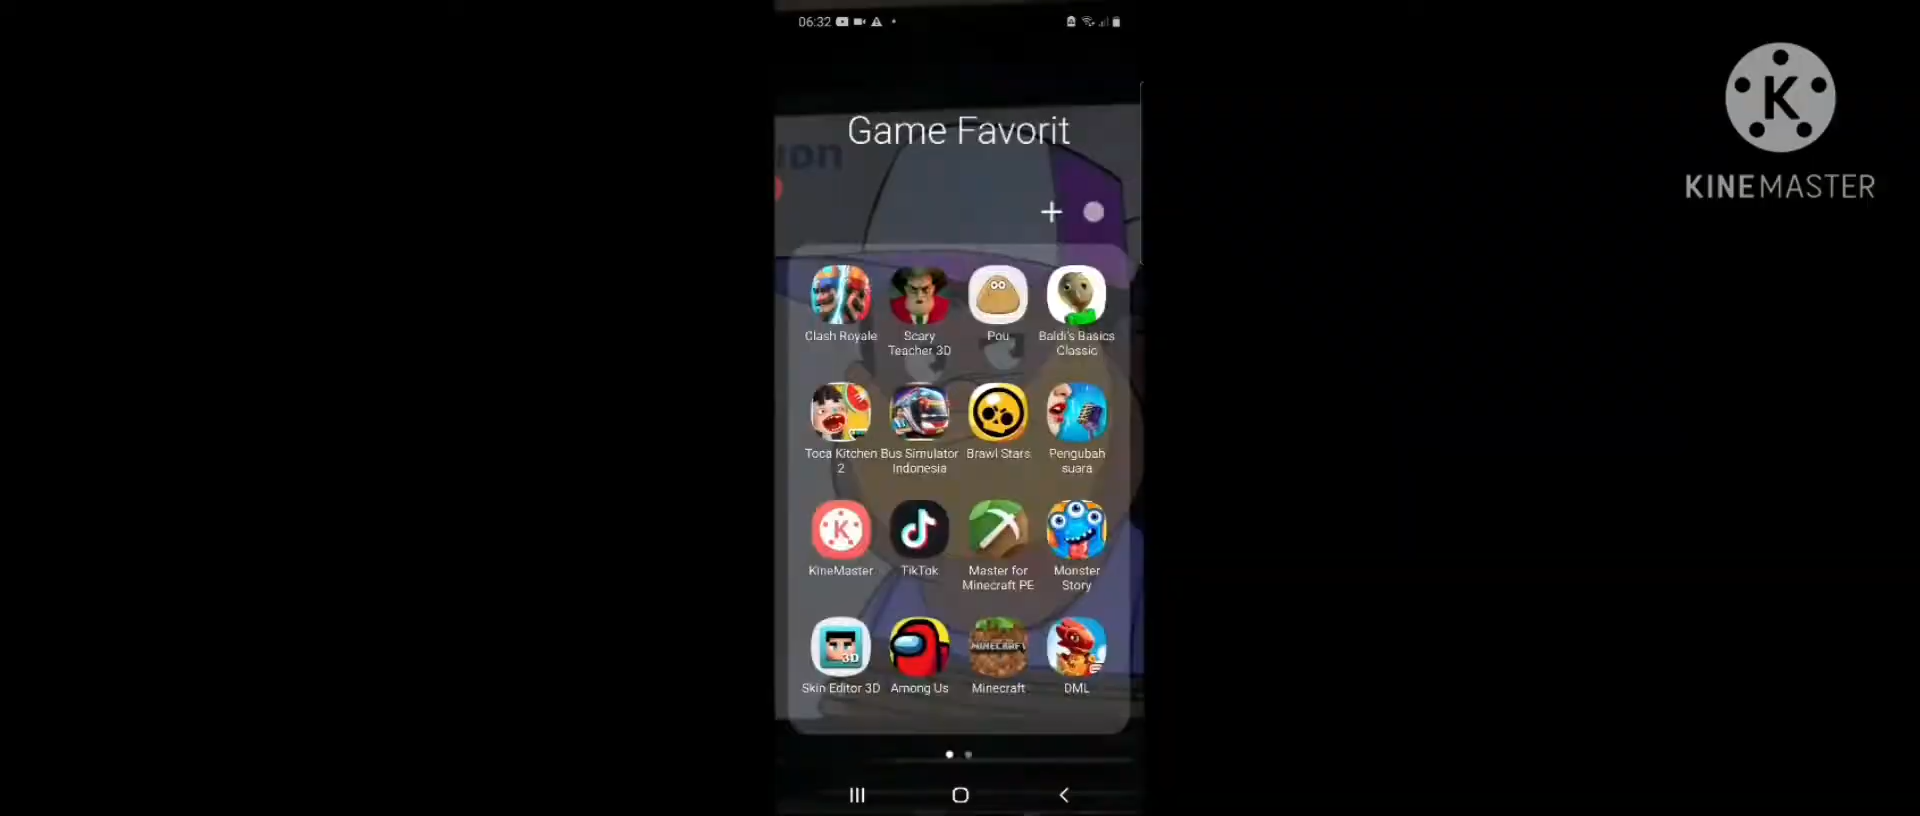 06:32
KINEMASTER
Game Favorit
Clash Royale
Scary
Teacher 3D
Pou
Baldi's Basics
Classic
Toca Kitchen
2
Bus Simulator
Indonesia
Brawl Stars
Pengubah
suara
KineMaster
TikTok
Master for
Minecraft PE
Monster
Story
3D
MINECRAFT
Skin Editor 3D
Among Us
Minecraft
DML